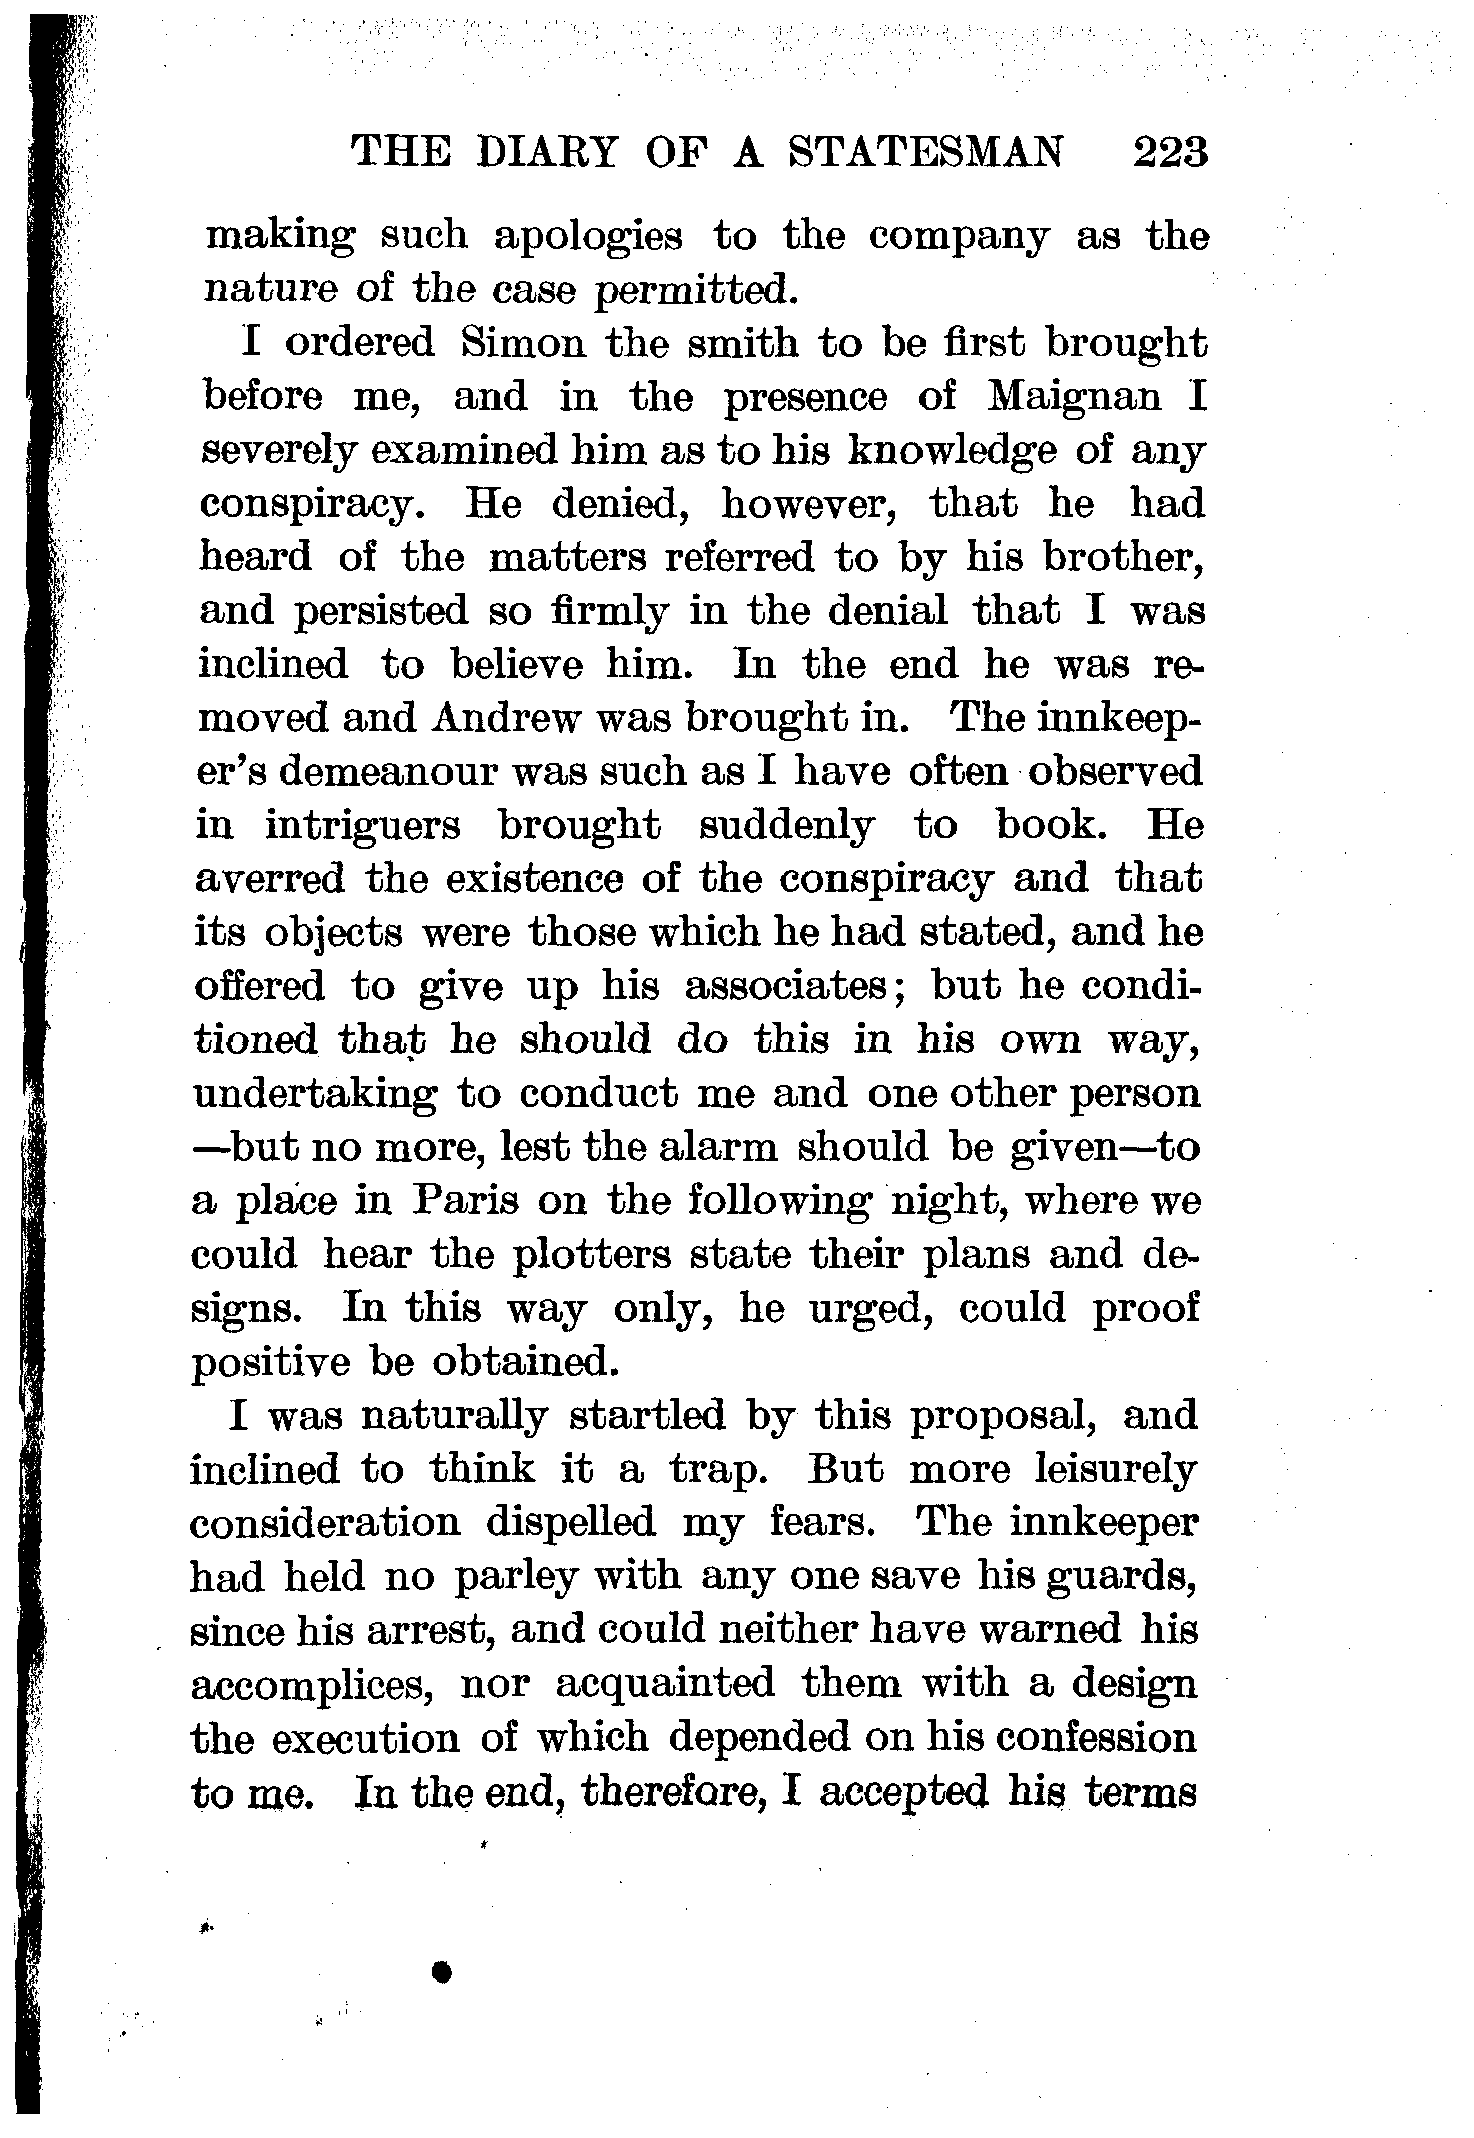 THE DIARY OF A STATESMAN 223
making such apologies to the company as the
nature of the case permitted.
I ordered Simon the smith to be first brought
before me, and in the presence of Maignan I
severely examined him as to his knowledge of any
conspiracy. He denied, however, that he had
heard of the matters referred to by his brother,
and persisted so firmly in the denial that I was
inclined to believe him. In the end he was re-
moved and Andrew was brought in. The innkeep-
er's demeanour was such as I have often observed
in intriguers brought suddenly to book. He
averred the existence of the conspiracy and that
its objects were those which he had stated, and he
offered to give up his associates; but he condi-
tioned that he should do this in his own way,
undertaking to conduct me and one other person
—but no more, lest the alarm should be given—to
a place in Paris on the following night, where we
could hear the plotters state their plans and de-
signs. In this way only, he urged, could proof
positive be obtained.
I was naturally startled by this proposal, and
inclined to think it a trap. But more leisurely
consideration dispelled my fears. The innkeeper
had held no parley with any one save his guards,
since his arrest, and could neither have warned his
accomplices, nor acquainted them with a design
the execution of which depended on his confession
to me. In the end, therefore, I accepted his terms